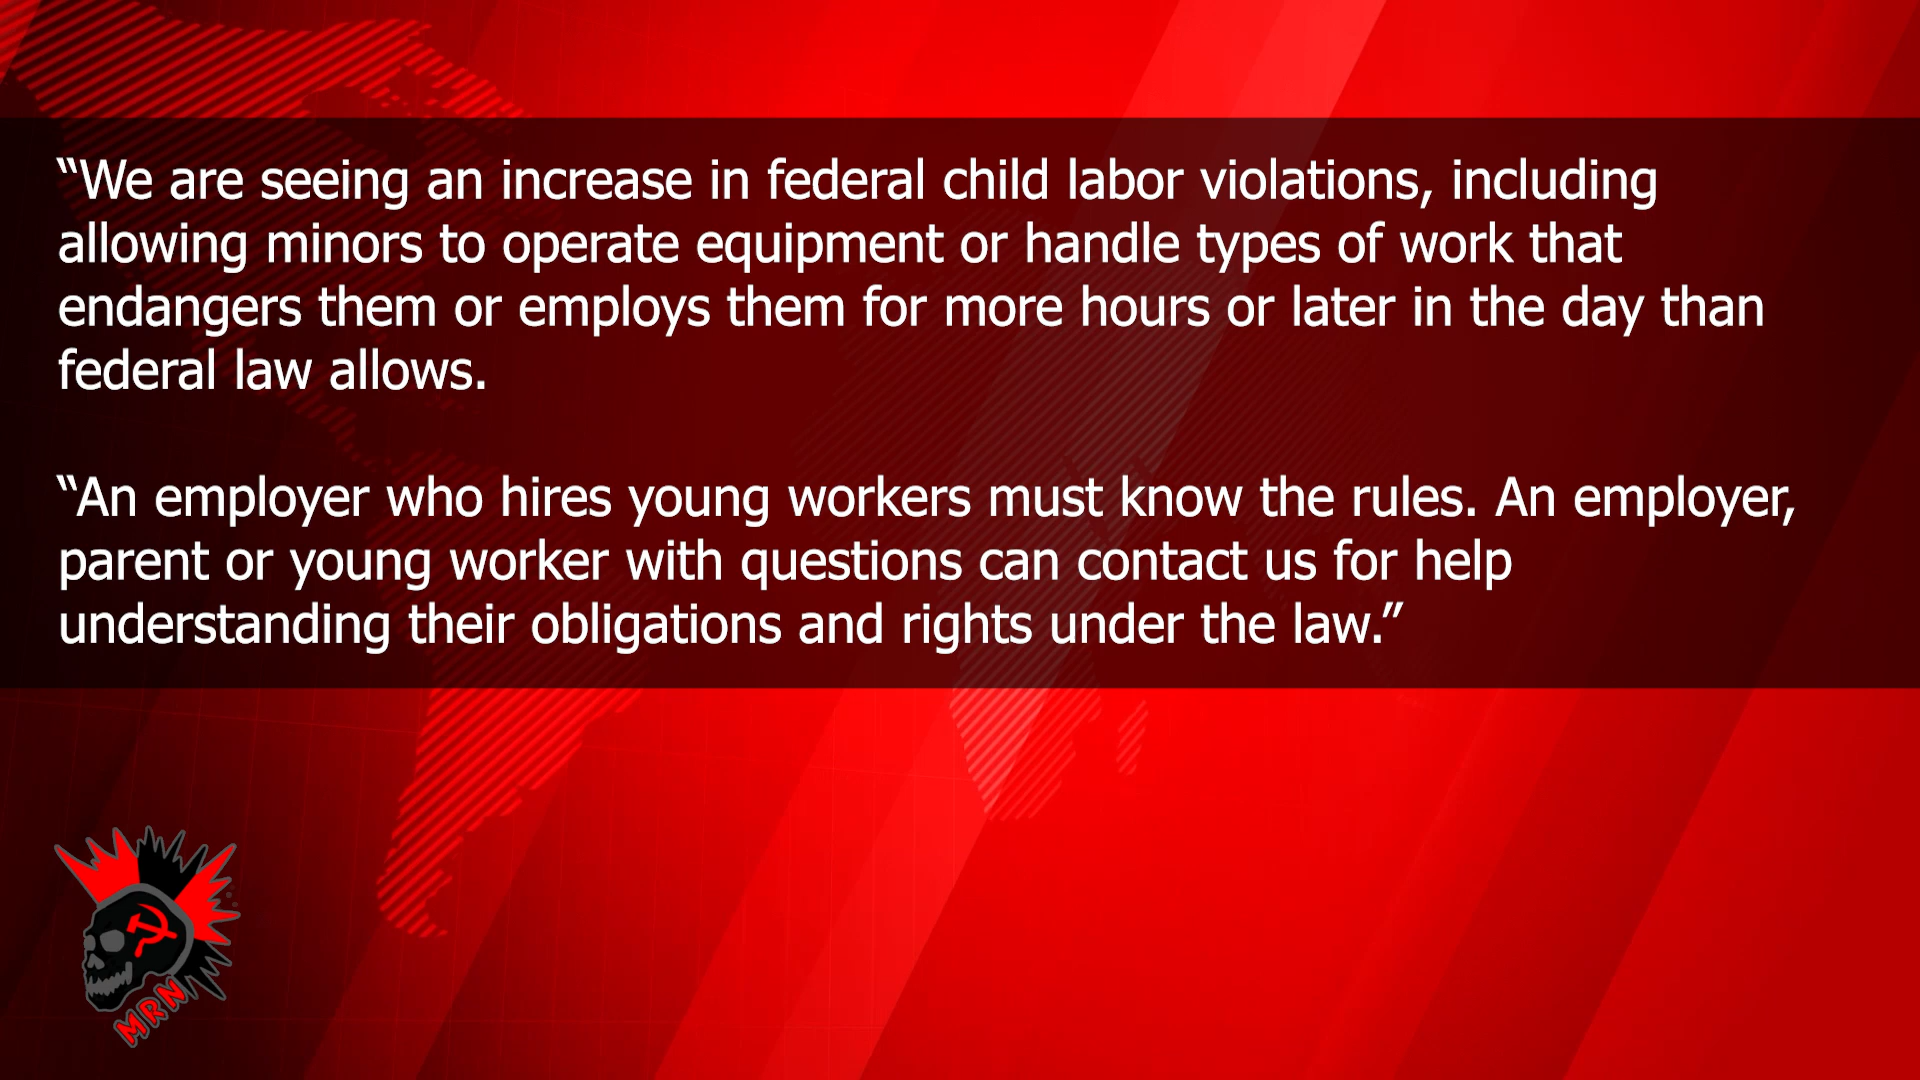 “We are seeing an increase in federal child labor violations, including
allowing minors to operate equipment or handle types of work that
endangers them or employs them for more hours or later in the day than
federal law allows.
“An employer who hires young workers must know the rules. An employer,
parent or young worker with questions can contact us for help
understanding their obligations and rights under the law.”
MRN